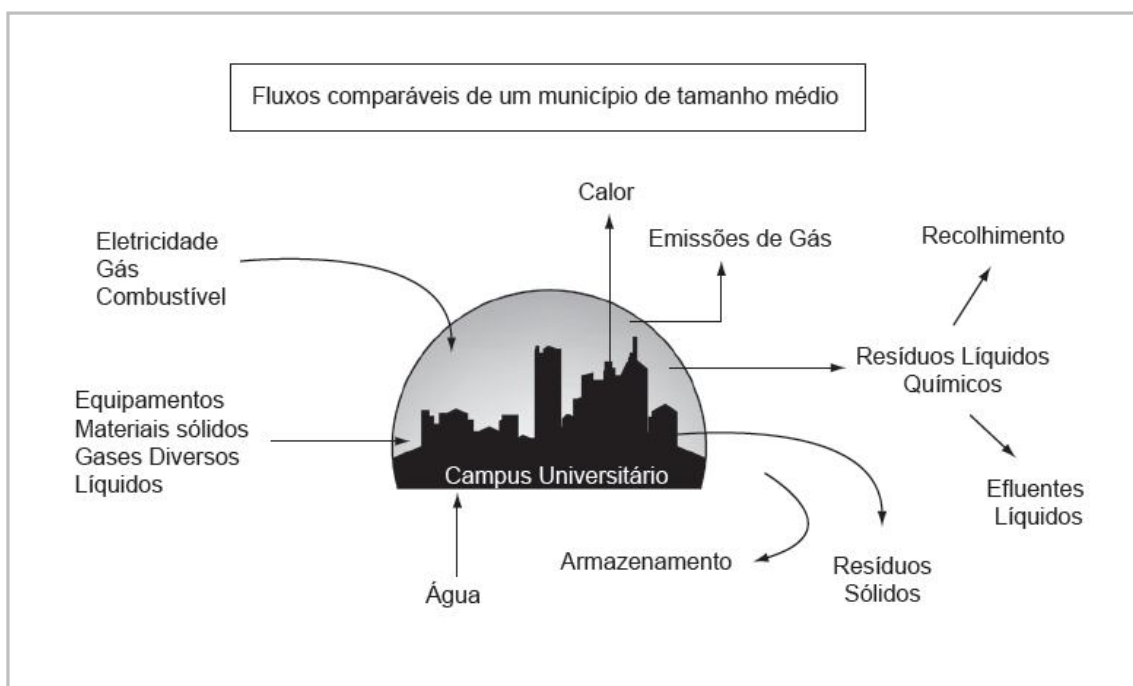 Fluxos comparáveis de um município de tamanho médio
Calor
Emissões de Gás
Recolhimento
Eletricidade
Gás
Combustível
Resíduos Líquidos
Químicos
Equipamentos
Materiais sólidos
Gases Diversos
Líquidos
Campus Universitário
Efluentes
Líquidos
Armazenamento
Resíduos
Sólidos
Água